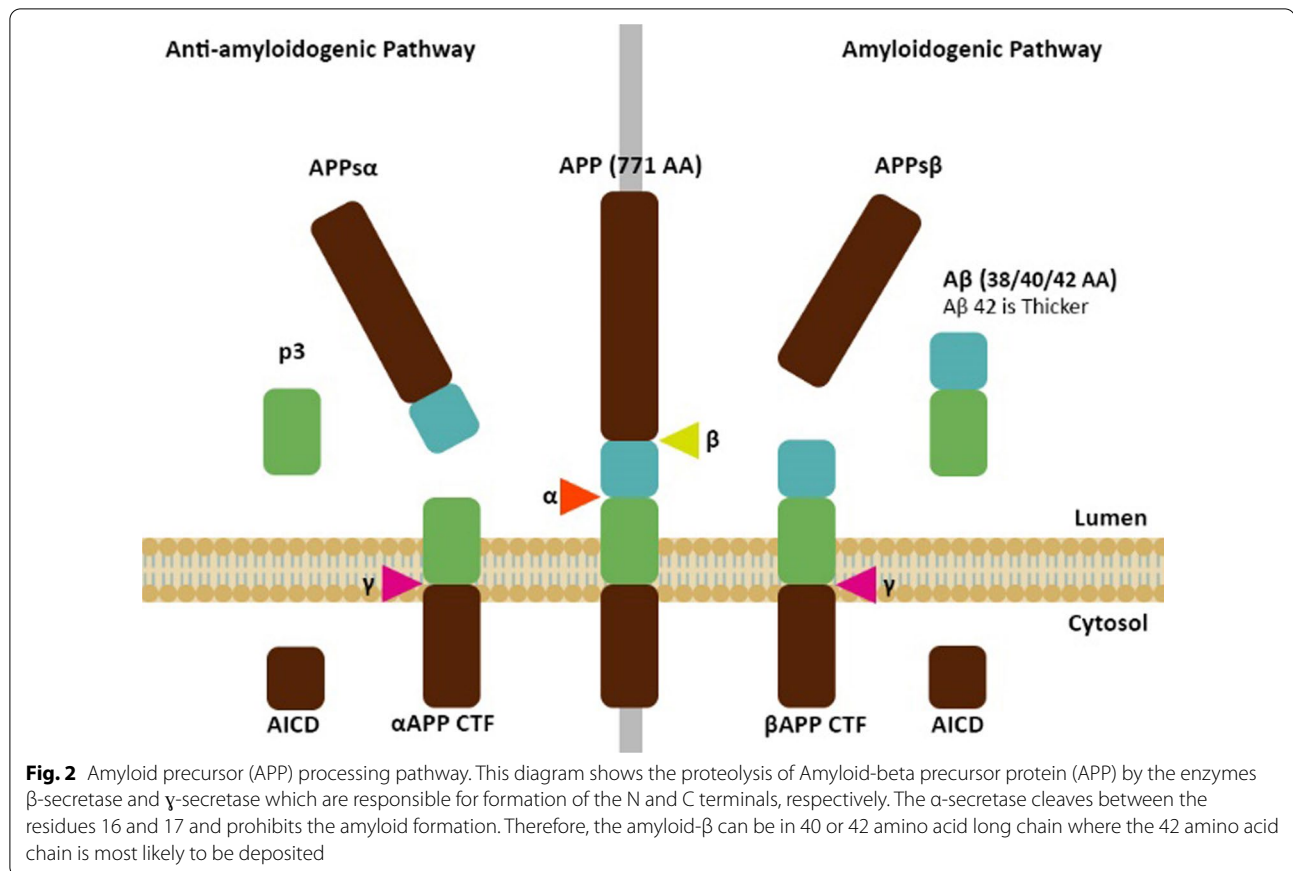 Anti-amyloidogenic Pathway
Amyloidogenic Pathway
APPsα
APP (771 AA)
APPsβ
Aβ (38/40/42 AA)
Aβ 42 is Thicker
p3
β
α
Lumen
γ
γ
Cytosol
AICD
αAPP CTF
βAPP CTF
AICD
Fig. 2 Amyloid precursor (APP) processing pathway. This diagram shows the proteolysis of Amyloid-beta precursor protein (APP) by the enzymes
β-secretase and γ-secretase which are responsible for formation of the N and C terminals, respectively. The α-secretase cleaves between the
residues 16 and 17 and prohibits the amyloid formation. Therefore, the amyloid-β can be in 40 or 42 amino acid long chain where the 42 amino acid
chain is most likely to be deposited